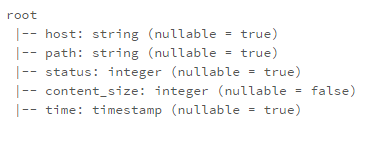 root
 |-- host: string (nullable = true)
 |-- path: string (nullable = true)
 |-- status: integer (nullable = true)
 |-- content_size: integer (nullable = false)
 |-- time: timestamp (nullable = true)